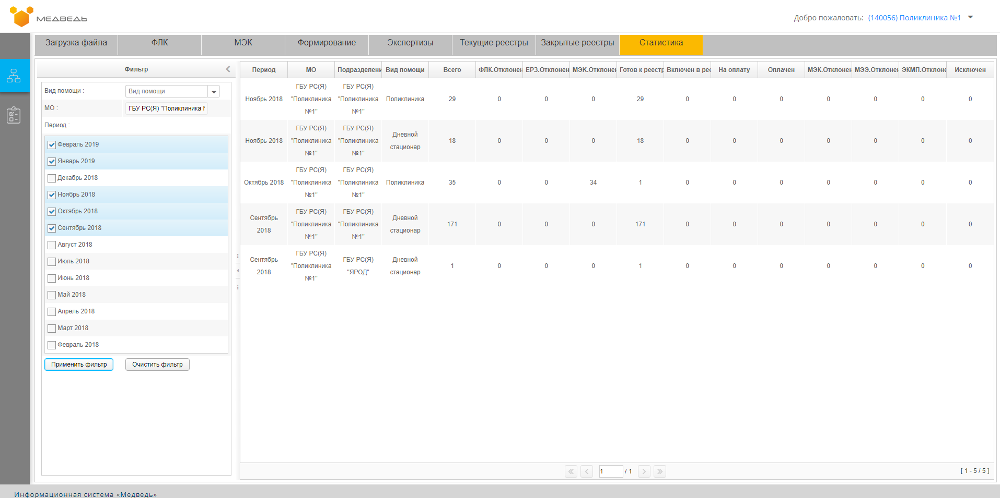 МЕДВЕДЬ
Добро пожаловать: (140056) Поликлиника №1
Загрузка файла ФЛК МЭК Формирование Экспертизы Текущие реестры Закрытые реестры Статистика
Фильтр
Вид помощи : Вид помощи
МО : ГБУ РС(Я) "Поликлиника
Период :
Февраль 2019
Январь 2019
Декабрь 2018
Ноябрь 2018
Октябрь 2018
Сентябрь 2018
Август 2018
Июль 2018
Июнь 2018
Май 2018
Апрель 2018
Март 2018
Февраль 2018
Применить фильтр Очистить фильтр
Период МО Подразделени Вид помощи Всего ФЛК.Отклонен ЕРЗ.Отклонен МЭК.Отклонен Готов к реестр Включен в рее На оплату Оплачен МЭК.Отклонен МЭЭ.Отклонен ЭКМП.Отклоне Исключен
ГБУ РС(Я) ГБУ РС(Я)
Ноябрь 2018 "Поликлиника "Поликлиника Поликлиника 29 0 0 0 29 0 0 0 0 0 0 0
№1" №1"
ГБУ РС(Я) ГБУ РС(Я) Дневной
Ноябрь 2018 "Поликлиника "Поликлиника стационар 18 0 0 0 18 0 0 0 0 0 0 0
№1" №1"
ГБУ РС(Я) ГБУ РС(Я)
Октябрь 2018 "Поликлиника "Поликлиника Поликлиника 35 0 0 34 1 0 0 0 0 0 0 0
№1" №1"
Сентябрь ГБУ РС(Я) ГБУ РС(Я) Дневной
2018 "Поликлиника "Поликлиника стационар 171 0 0 0 171 0 0 0 0 0 0 0
№1" №1"
Сентябрь ГБУ РС(Я) ГБУ РС(Я) Дневной
2018 "Поликлиника "ЯРОД" стационар 1 0 0 0 1 0 0 0 0 0 0 0
№1"
1 / 1
[ 1 - 5 / 5 ]
Информационная система «Медведь»